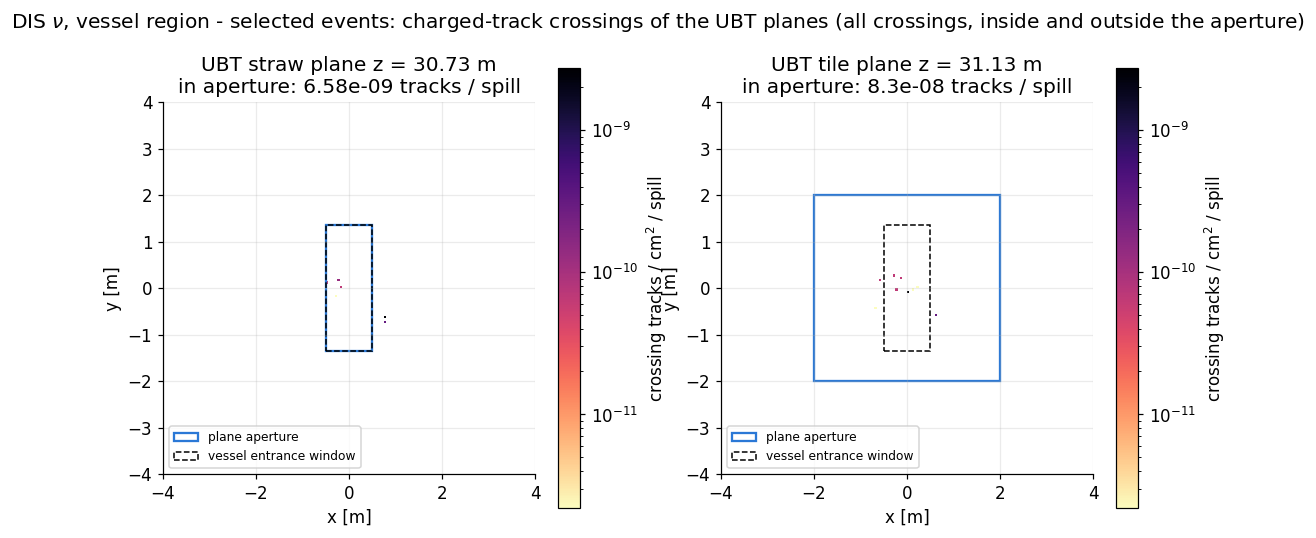 DIS ν, vessel region - selected events: charged-track crossings of the UBT planes (all crossings, inside and outside the aperture)
UBT straw plane z = 30.73 m
in aperture: 6.58e-09 tracks / spill
4
3
2
1
0
−1
−2
−3
−4
y [m]
−4
−2
0
2
4
x [m]
plane aperture
vessel entrance window
10⁻⁹
10⁻¹⁰
10⁻¹¹
crossing tracks / cm² / spill
UBT tile plane z = 31.13 m
in aperture: 8.3e-08 tracks / spill
4
3
2
1
0
−1
−2
−3
−4
y [m]
−4
−2
0
2
4
x [m]
plane aperture
vessel entrance window
10⁻⁹
10⁻¹⁰
10⁻¹¹
crossing tracks / cm² / spill